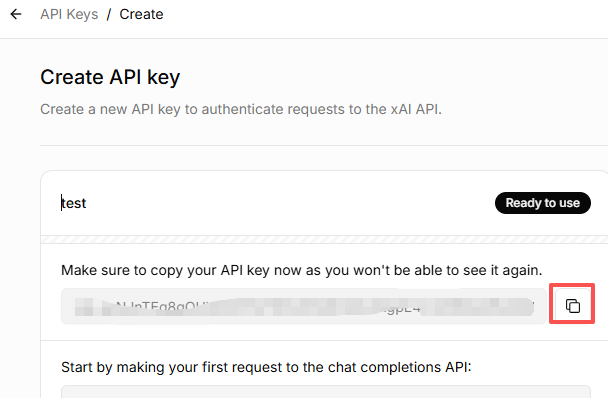 API Keys / Create
Create API key
Create a new API key to authenticate requests to the xAI API.
test
Ready to use
Make sure to copy your API key now as you won't be able to see it again.
Start by making your first request to the chat completions API: